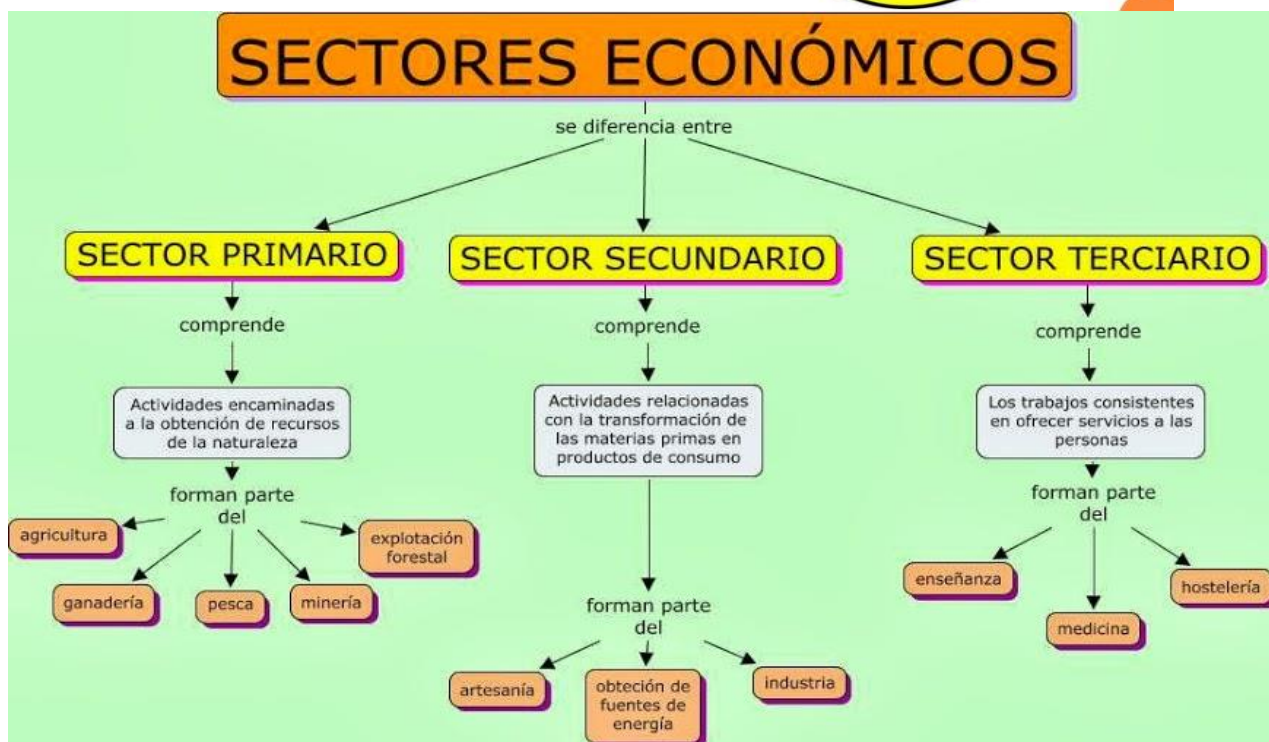 SECTORES ECONÓMICOS
se diferencia entre
SECTOR PRIMARIO
comprende
Actividades encaminadas
a la obtención de recursos
de la naturaleza
forman parte
del
agricultura
ganadería
pesca
minería
explotación
forestal
SECTOR SECUNDARIO
comprende
Actividades relacionadas
con la transformación de
las materias primas en
productos de consumo
forman parte
del
artesanía
obteción de
fuentes de
energía
industria
SECTOR TERCIARIO
comprende
Los trabajos consistentes
en ofrecer servicios a las
personas
forman parte
del
enseñanza
medicina
hostelería